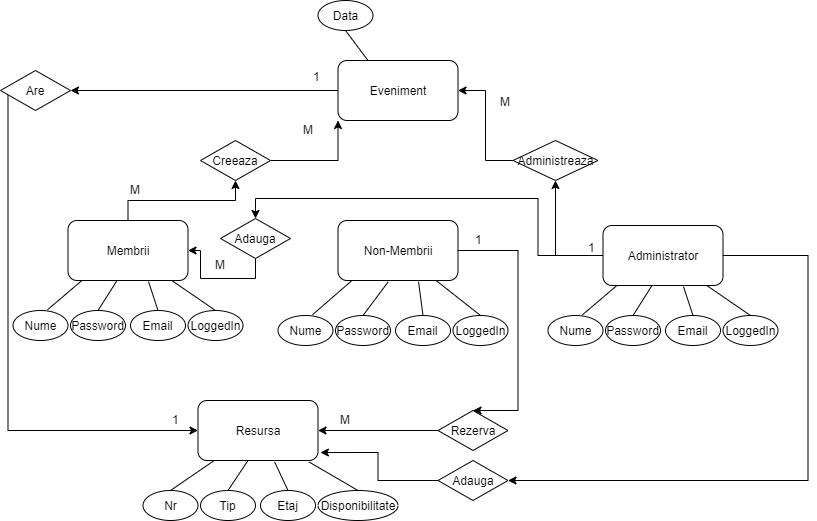 Data
1
Are
Eveniment
M
M
Creeaza
Administreaza
M
Adauga
1
1
Membrii
Non-Membrii
Administrator
M
Nume
Password
Email
LoggedIn
Nume
Password
Email
LoggedIn
Nume
Password
Email
LoggedIn
1
M
Resursa
Rezerva
Adauga
Nr
Tip
Etaj
Disponibilitate